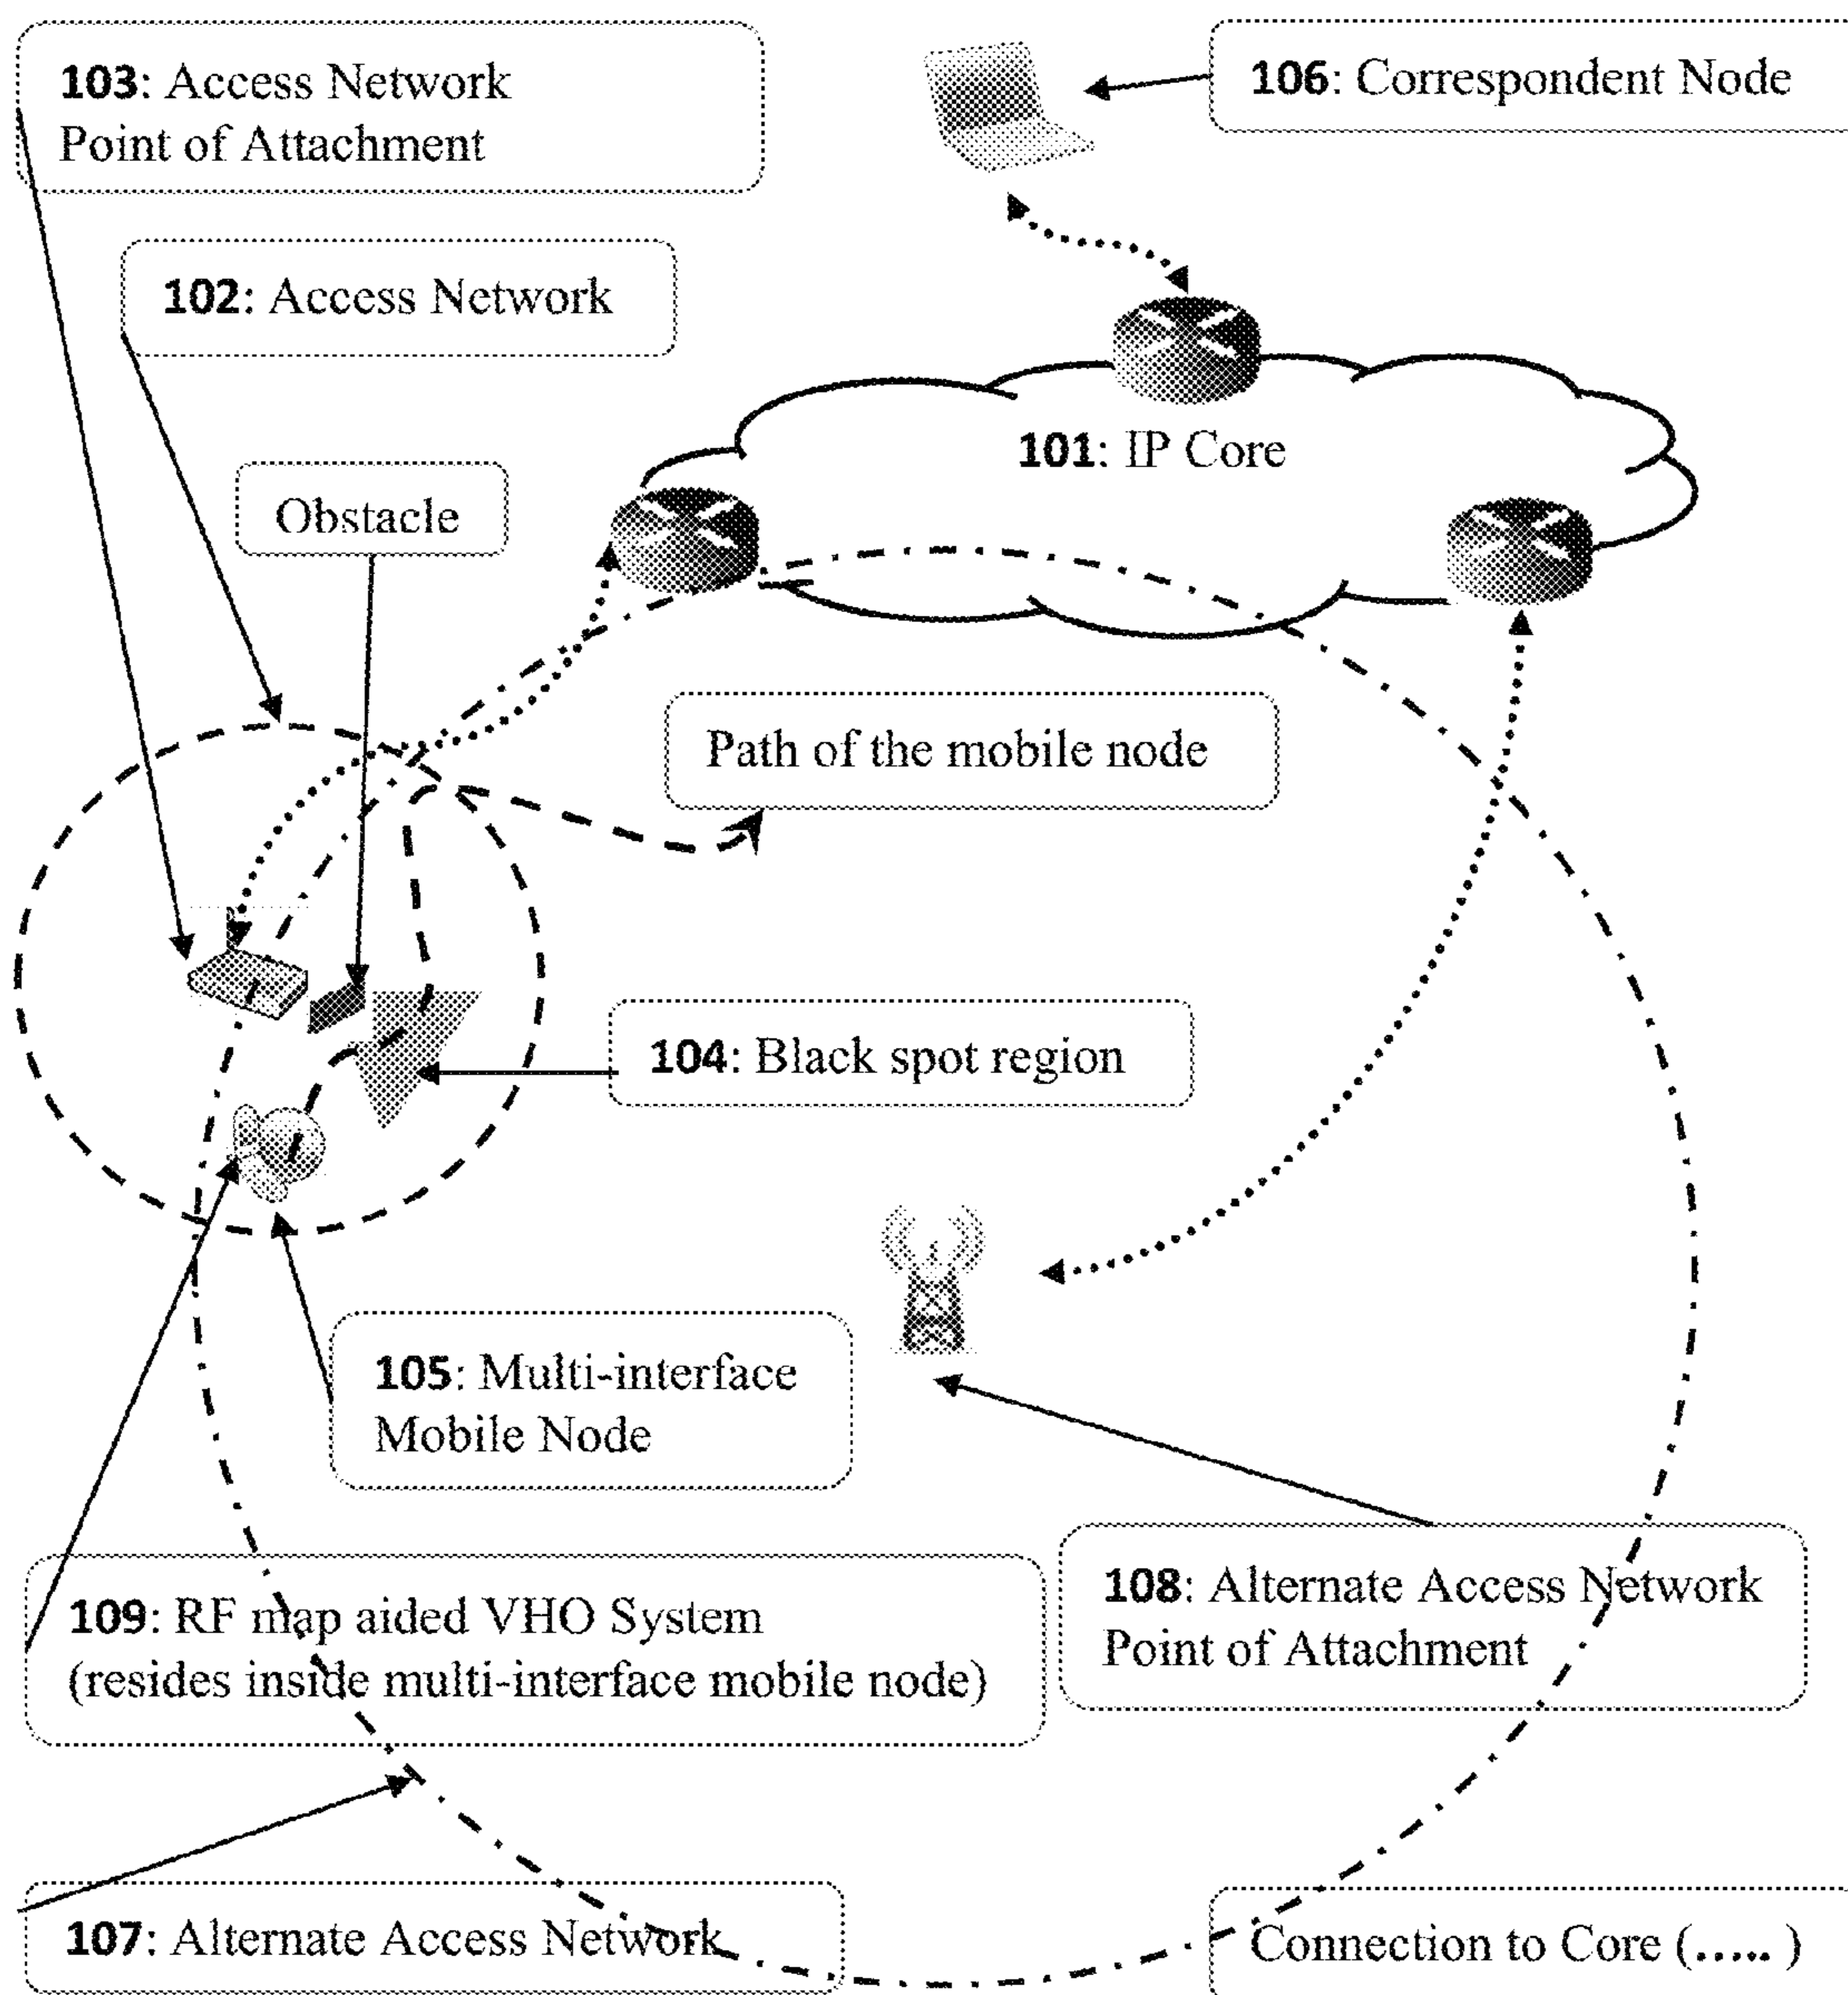 103: Access Network
Point of Attachment
106: Correspondent Node
102: Access Network
101: IP Core
Obstacle
Path of the mobile node
104: Black spot region
105: Multi-interface
Mobile Node
109: RF map aided VHO System
(resides inside multi-interface mobile node)
108: Alternate Access Network
Point of Attachment
107: Alternate Access Network
Connection to Core (..... )